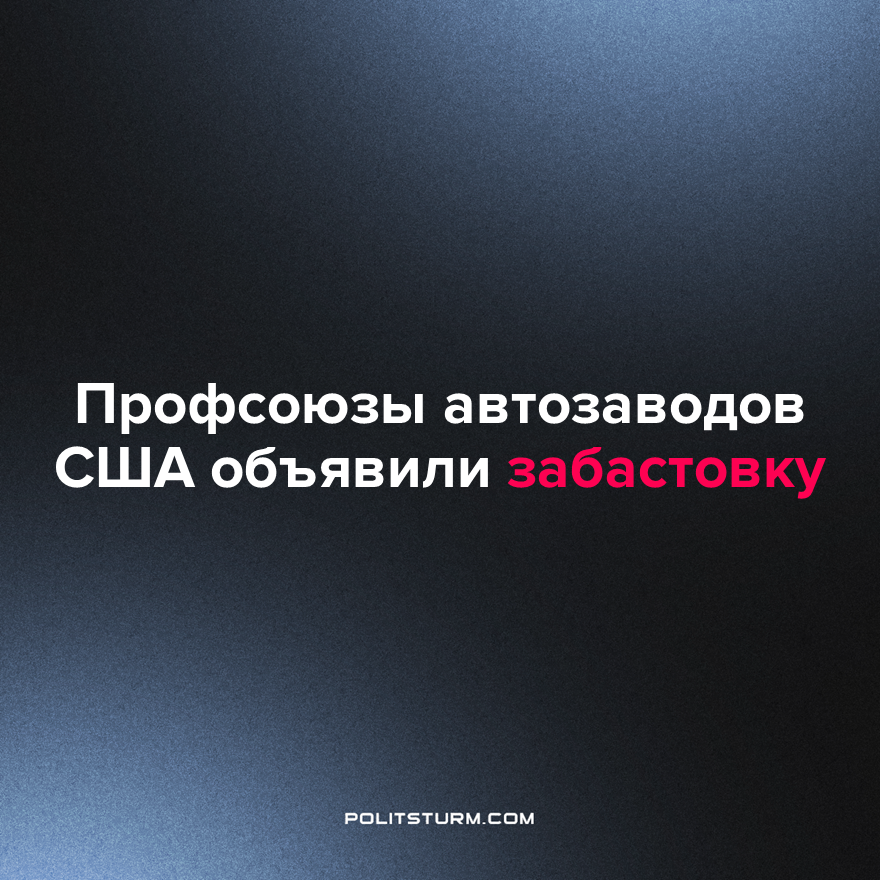 Профсоюзы автозаводов
США объявили забастовку
POLITSTURM.COM